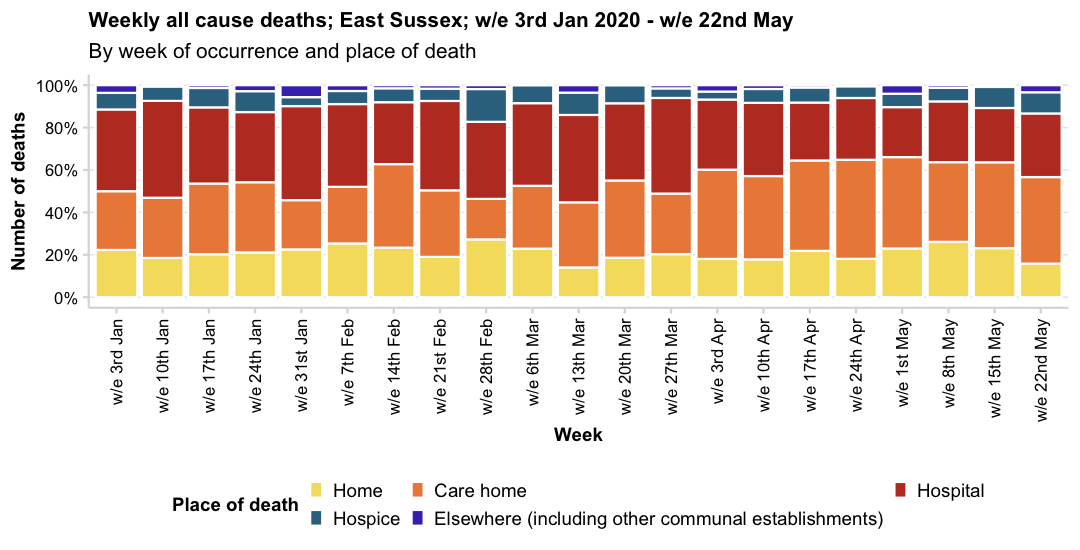 Weekly all cause deaths; East Sussex; w/e 3rd Jan 2020 - w/e 22nd May
By week of occurrence and place of death
Number of deaths
100%
80%
60%
40%
20%
0%
w/e 3rd Jan
w/e 10th Jan
w/e 17th Jan
w/e 24th Jan
w/e 31st Jan
w/e 7th Feb
w/e 14th Feb
w/e 21st Feb
w/e 28th Feb
w/e 6th Mar
w/e 13th Mar
w/e 20th Mar
w/e 27th Mar
w/e 3rd Apr
w/e 10th Apr
w/e 17th Apr
w/e 24th Apr
w/e 1st May
w/e 8th May
w/e 15th May
w/e 22nd May
Week
Place of death
Home
Care home
Hospital
Hospice
Elsewhere (including other communal establishments)